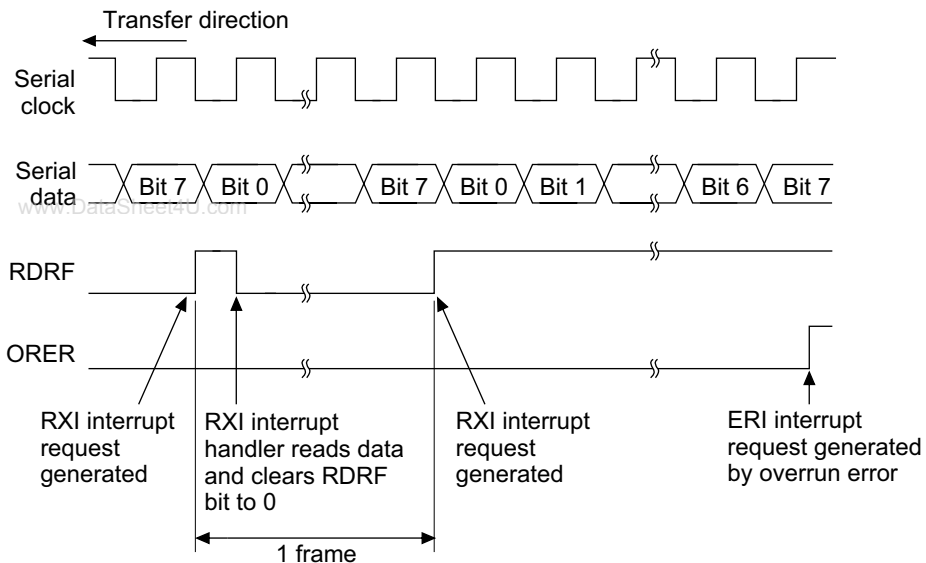 Transfer direction
Serial
clock
Serial
data
Bit 7
Bit 0
Bit 7
Bit 0
Bit 1
Bit 6
Bit 7
www.DataSheet4U.com
RDRF
ORER
RXI interrupt
request
generated
RXI interrupt
handler reads data
and clears RDRF
bit to 0
RXI interrupt
request
generated
ERI interrupt
request generated
by overrun error
1 frame